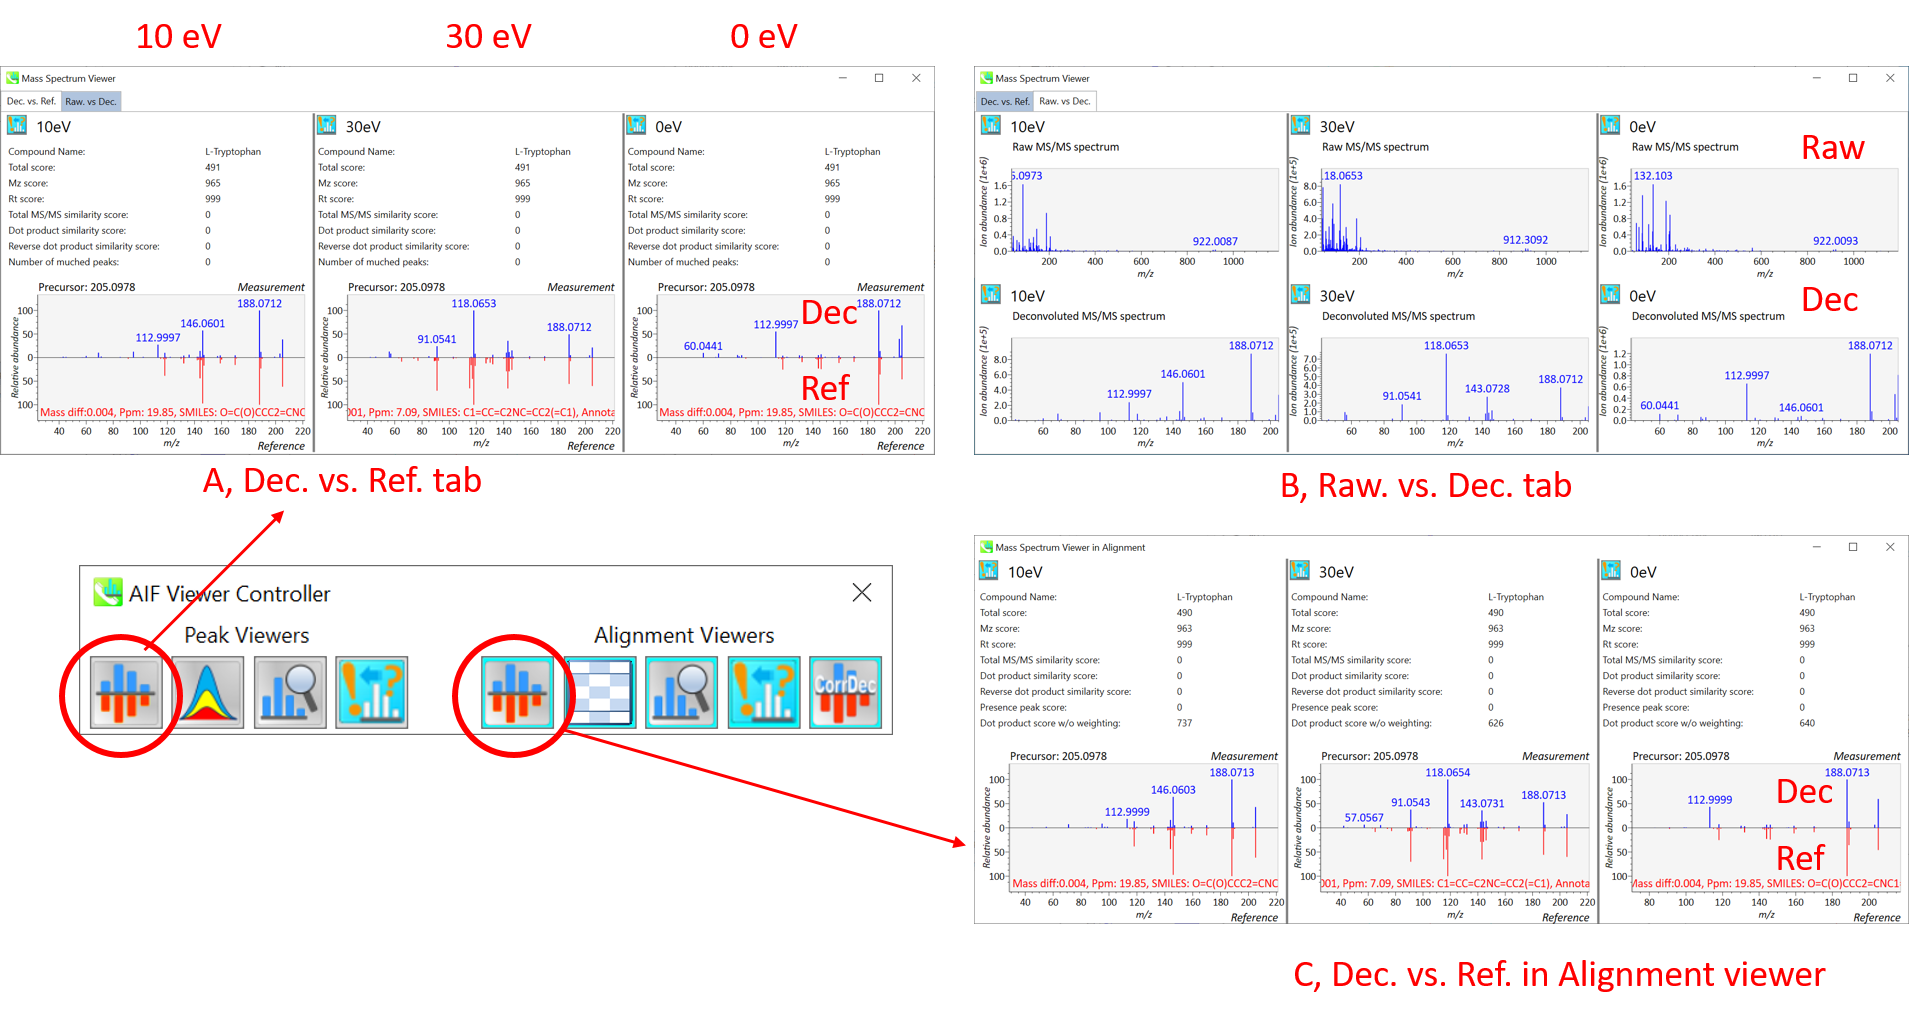 10 eV 30 eV 0 eV
Mass Spectrum Viewer
Dec. vs. Ref. Raw. vs Dec.
10eV
Compound Name: L-Tryptophan
Total score: 491
Mz score: 965
Rt score: 999
Total MS/MS similarity score: 0
Dot product similarity score: 0
Reverse dot product similarity score: 0
Number of muched peaks: 0
Precursor: 205.0978 Measurement
188.0712
146.0601
112.9997
Relative abundance
100
50
0
50
100
Mass diff:0.004, Ppm: 19.85, SMILES: O=C(O)CCC2=CNC
40 60 80 100 120 140 160 180 200 220
m/z
Reference
30eV
Compound Name: L-Tryptophan
Total score: 491
Mz score: 965
Rt score: 999
Total MS/MS similarity score: 0
Dot product similarity score: 0
Reverse dot product similarity score: 0
Number of muched peaks: 0
Precursor: 205.0978 Measurement
118.0653
188.0712
91.0541
Relative abundance
100
50
0
50
100
001, Ppm: 7.09, SMILES: C1=CC=C2NC=CC2(=C1), Annota
40 60 80 100 120 140 160 180 200 220
m/z
Reference
0eV
Compound Name: L-Tryptophan
Total score: 491
Mz score: 965
Rt score: 999
Total MS/MS similarity score: 0
Dot product similarity score: 0
Reverse dot product similarity score: 0
Number of muched peaks: 0
Precursor: 205.0978 Measurement
188.0712
Dec
112.9997
60.0441
Ref
Relative abundance
100
50
0
50
100
Mass diff:0.004, Ppm: 19.85, SMILES: O=C(O)CCC2=CNC
40 60 80 100 120 140 160 180 200 220
m/z
Reference
A, Dec. vs. Ref. tab
Mass Spectrum Viewer
Dec. vs. Ref. Raw. vs Dec.
10eV
Raw MS/MS spectrum
5.0973
922.0087
Ion abundance (1e+6)
1.6
1.2
0.8
0.4
0.0
200 400 600 800 1000
m/z
30eV
Raw MS/MS spectrum
18.0653
912.3092
Ion abundance (1e+5)
8.0
6.0
4.0
2.0
0.0
200 400 600 800 1000
m/z
0eV
Raw MS/MS spectrum
Raw
132.103
922.0093
Ion abundance (1e+6)
1.6
1.2
0.8
0.4
0.0
200 400 600 800 1000
m/z
10eV
Deconvoluted MS/MS spectrum
188.0712
146.0601
112.9997
Ion abundance (1e+5)
8.0
6.0
4.0
2.0
0.0
60 80 100 120 140 160 180 200
m/z
30eV
Deconvoluted MS/MS spectrum
118.0653
188.0712
143.0728
91.0541
Ion abundance (1e+5)
7.0
6.0
5.0
4.0
3.0
2.0
1.0
0.0
60 80 100 120 140 160 180 200
m/z
0eV
Dec
Deconvoluted MS/MS spectrum
188.0712
112.9997
60.0441
146.0601
Ion abundance (1e+6)
1.2
1.0
0.8
0.6
0.4
0.2
0.0
60 80 100 120 140 160 180 200
m/z
B, Raw. vs. Dec. tab
AIF Viewer Controller
Peak Viewers Alignment Viewers
CorrDec
Mass Spectrum Viewer in Alignment
10eV
Compound Name: L-Tryptophan
Total score: 490
Mz score: 963
Rt score: 999
Total MS/MS similarity score: 0
Dot product similarity score: 0
Reverse dot product similarity score: 0
Presence peak score: 0
Dot product score w/o weighting: 737
Precursor: 205.0978 Measurement
188.0713
146.0603
112.9999
Relative abundance
100
50
0
50
100
Mass diff:0.004, Ppm: 19.85, SMILES: O=C(O)CCC2=CNC
40 60 80 100 120 140 160 180 200 220
m/z
Reference
30eV
Compound Name: L-Tryptophan
Total score: 490
Mz score: 963
Rt score: 999
Total MS/MS similarity score: 0
Dot product similarity score: 0
Reverse dot product similarity score: 0
Presence peak score: 0
Dot product score w/o weighting: 626
Precursor: 205.0978 Measurement
118.0654
188.0713
91.0543
143.0731
57.0567
Relative abundance
100
50
0
50
100
001, Ppm: 7.09, SMILES: C1=CC=C2NC=CC2(=C1), Annota
40 60 80 100 120 140 160 180 200 220
m/z
Reference
0eV
Compound Name: L-Tryptophan
Total score: 490
Mz score: 963
Rt score: 999
Total MS/MS similarity score: 0
Dot product similarity score: 0
Reverse dot product similarity score: 0
Presence peak score: 0
Dot product score w/o weighting: 640
Precursor: 205.0978 Measurement
188.0713
Dec
112.9999
Ref
Relative abundance
100
50
0
50
100
Mass diff:0.004, Ppm: 19.85, SMILES: O=C(O)CCC2=CNC1
80 100 120 140 160 180 200
m/z
Reference
C, Dec. vs. Ref. in Alignment viewer